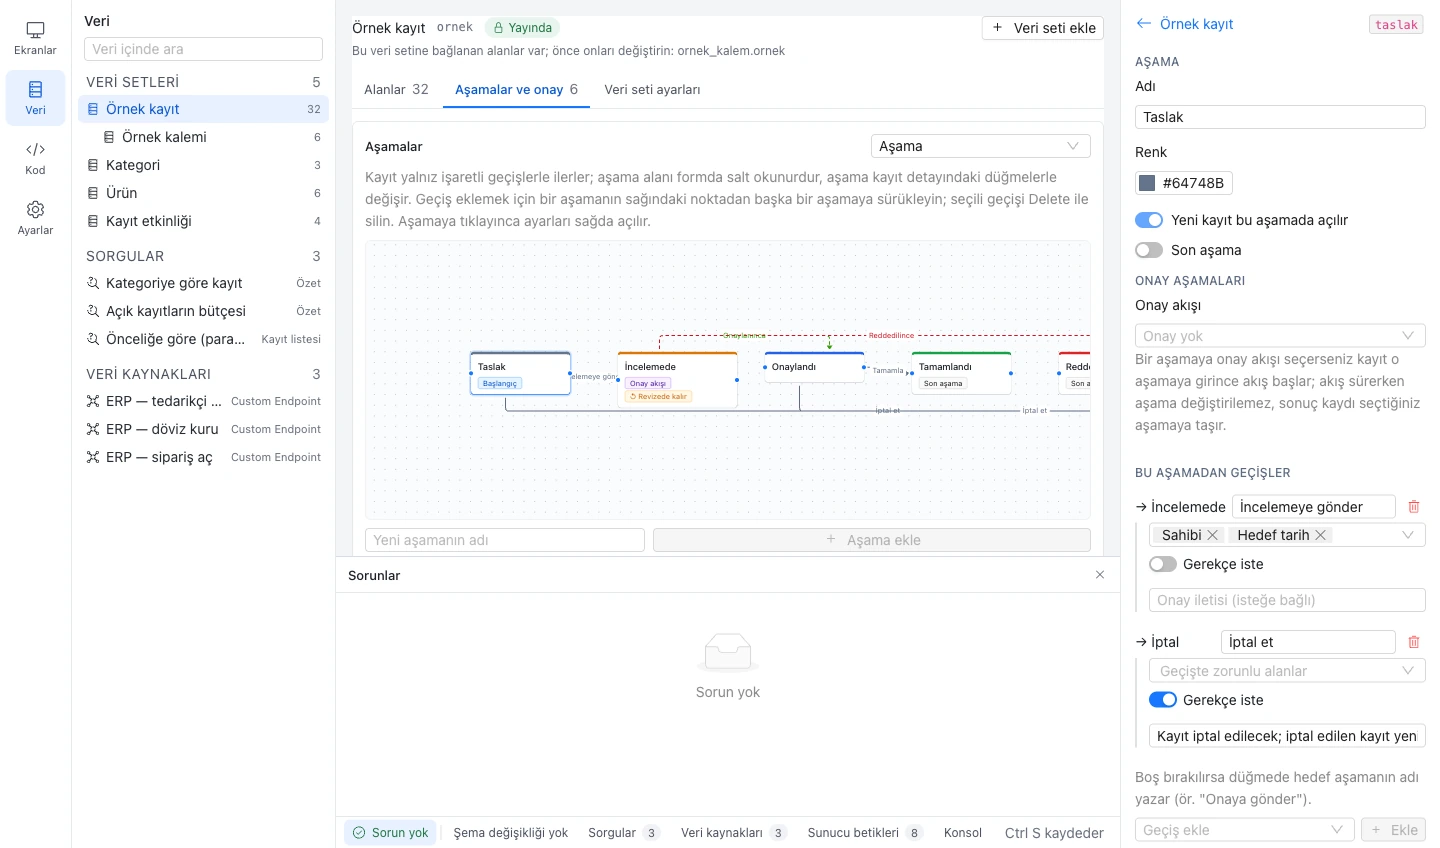 Ekranlar
Veri
Kod
Ayarlar
Veri
Veri içinde ara
VERİ SETLERİ 5
Örnek kayıt 32
Örnek kalemi 6
Kategori 3
Ürün 6
Kayıt etkinliği 4
SORGULAR 3
Kategoriye göre kayıt Özet
Açık kayıtların bütçesi Özet
Önceliğe göre (para... Kayıt listesi
VERİ KAYNAKLARI 3
ERP — tedarikçi ... Custom Endpoint
ERP — döviz kuru Custom Endpoint
ERP — sipariş aç Custom Endpoint
Örnek kayıt ornek Yayında
+ Veri seti ekle
Bu veri setine bağlanan alanlar var; önce onları değiştirin: ornek_kalem.ornek
Alanlar 32 Aşamalar ve onay 6 Veri seti ayarları
Aşamalar
Aşama
Kayıt yalnız işaretli geçişlerle ilerler; aşama alanı formda salt okunurdur, aşama kayıt detayındaki düğmelerle
değişir. Geçiş eklemek için bir aşamanın sağındaki noktadan başka bir aşamaya sürükleyin; seçili geçişi Delete ile
silin. Aşamaya tıklayınca ayarları sağda açılır.
Onaylanınca
Reddedilince
Taslak
Başlangıç
elemeye gön
İncelemede
Onay akışı
Revizede kalır
Onaylandı
Tamamla
Tamamlandı
Son aşama
Redde
Son a
İptal et
İptal et
Yeni aşamanın adı
+ Aşama ekle
Sorunlar
Sorun yok
Sorun yok Şema değişikliği yok Sorgular 3 Veri kaynakları 3 Sunucu betikleri 8 Konsol Ctrl S kaydeder
← Örnek kayıt taslak
AŞAMA
Adı
Taslak
Renk
#64748B
Yeni kayıt bu aşamada açılır
Son aşama
ONAY AŞAMALARI
Onay akışı
Onay yok
Bir aşamaya onay akışı seçerseniz kayıt o
aşamaya girince akış başlar; akış sürerken
aşama değiştirilemez, sonuç kaydı seçtiğiniz
aşamaya taşır.
BU AŞAMADAN GEÇİŞLER
→ İncelemede İncelemeye gönder
Sahibi Hedef tarih
Gerekçe iste
Onay iletisi (isteğe bağlı)
→ İptal İptal et
Geçişte zorunlu alanlar
Gerekçe iste
Kayıt iptal edilecek; iptal edilen kayıt yeni
Boş bırakılırsa düğmede hedef aşamanın adı
yazar (ör. "Onaya gönder").
Geçiş ekle + Ekle